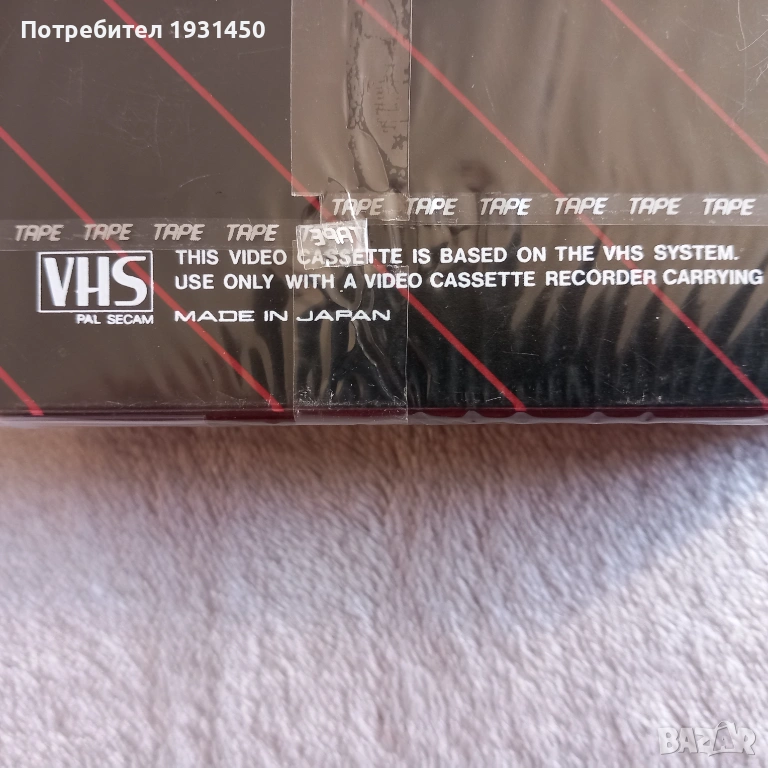 Потребител 1931450
TAPE TAPE TAPE TAPE TAPE TAPE
TAPE TAPE TAPE TAPE
VHS
PAL SECAM
THIS VIDEO CASSETTE IS BASED ON THE VHS SYSTEM.
USE ONLY WITH A VIDEO CASSETTE RECORDER CARRYING
MADE IN JAPAN
BAZAR